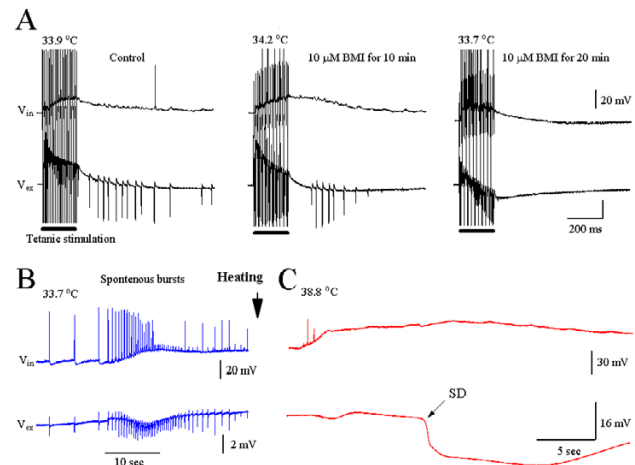 A
33.9 °C
Control
34.2 °C
10 µM BMI for 10 min
33.7 °C
10 µM BMI for 20 min
Vin
20 mV
Vex
200 ms
Tetanic stimulation
B
33.7 °C
Spontenous bursts
Heating
C
38.8 °C
Vin
20 mV
30 mV
SD
Vex
2 mV
16 mV
10 sec
5 sec